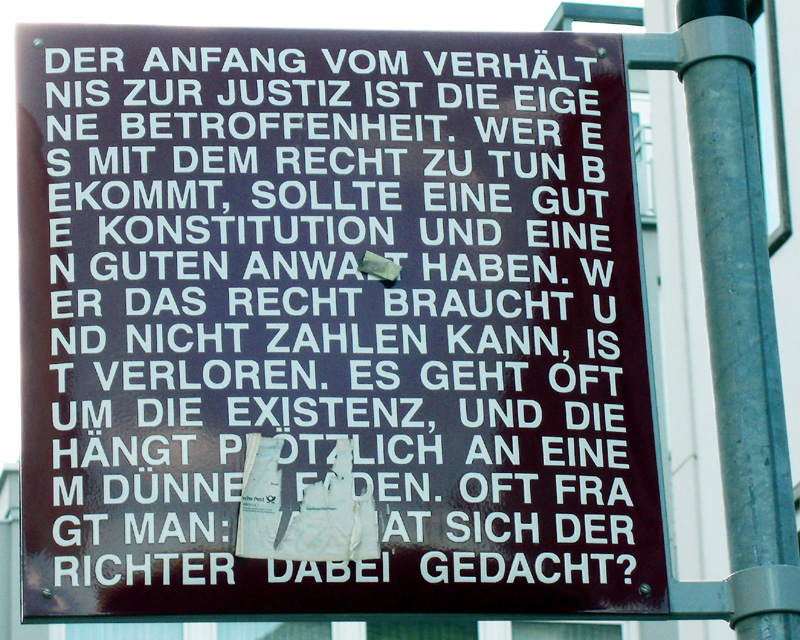 DER ANFANG VOM VERHÄLT
NIS ZUR JUSTIZ IST DIE EIGE
NE BETROFFENHEIT. WER E
S MIT DEM RECHT ZU TUN B
EKOMMT, SOLLTE EINE GUT
E KONSTITUTION UND EINE
N GUTEN ANWALT HABEN. W
ER DAS RECHT BRAUCHT U
ND NICHT ZAHLEN KANN, IS
T VERLOREN. ES GEHT OFT
UM DIE EXISTENZ, UND DIE
HÄNGT PLÖTZLICH AN EINE
M DÜNNEN FADEN. OFT FRA
GT MAN: AT SICH DER
RICHTER DABEI GEDACHT?